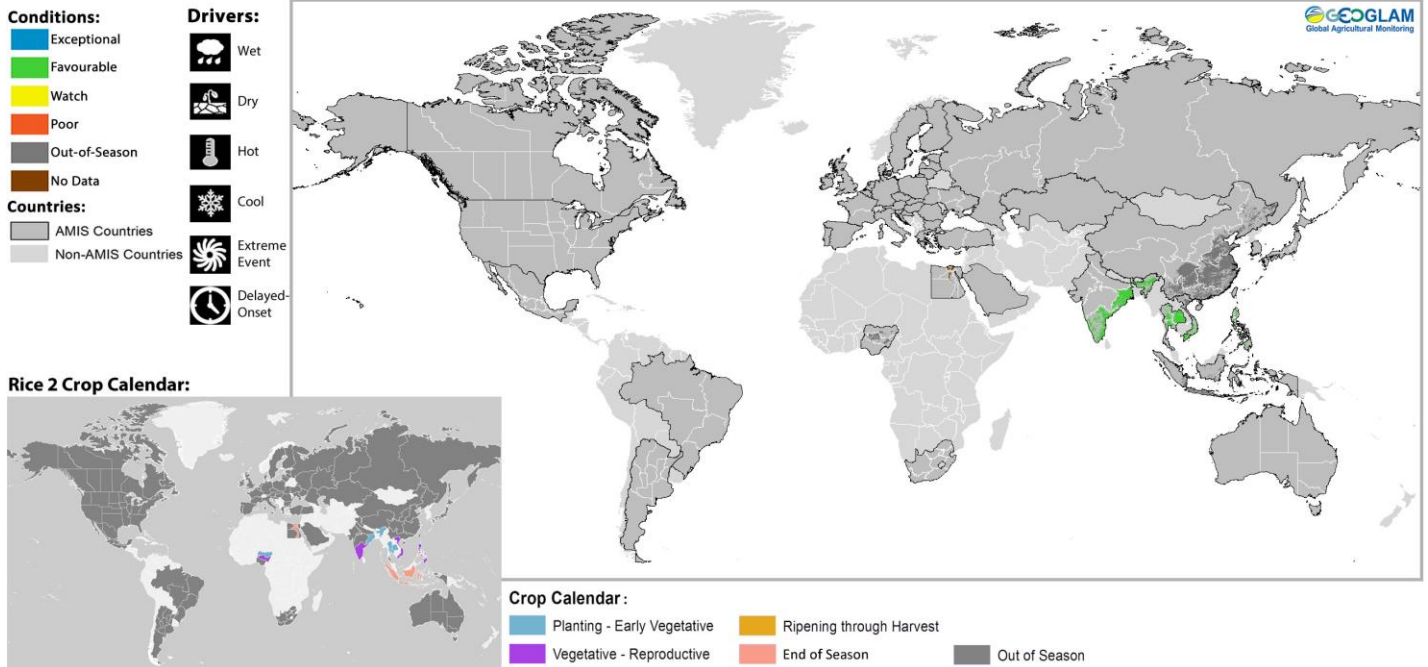 Conditions:
Exceptional
Favourable
Watch
Poor
Out-of-Season
No Data
Countries:
AMIS Countries
Non-AMIS Countries
Drivers:
Wet
Dry
Hot
Cool
Extreme
Event
Delayed-
Onset
GEOGLAM
Global Agricultural Monitoring
Rice 2 Crop Calendar:
Crop Calendar :
Planting - Early Vegetative
Vegetative - Reproductive
Ripening through Harvest
End of Season
Out of Season